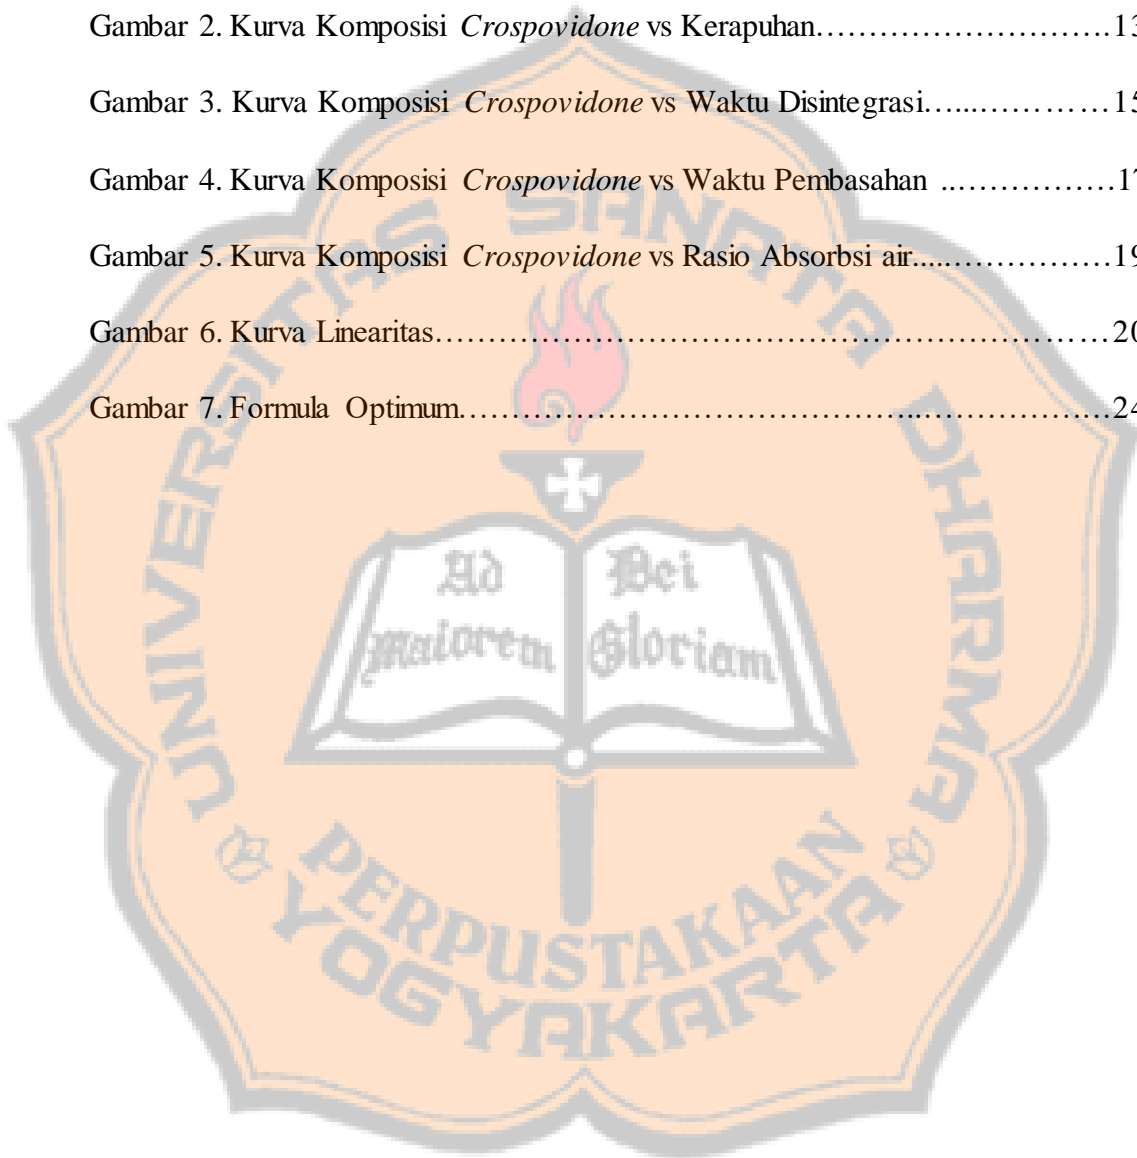 Gambar 2. Kurva Komposisi Crospovidone vs Kerapuhan……………………….13
Gambar 3. Kurva Komposisi Crospovidone vs Waktu Disintegrasi…...…………15
Gambar 4. Kurva Komposisi Crospovidone vs Waktu Pembasahan ..……………17
Gambar 5. Kurva Komposisi Crospovidone vs Rasio Absorbsi air.....……………19
Gambar 6. Kurva Linearitas……………………………………………………20
Gambar 7. Formula Optimum…………………………………...………………24
UNIVERSITAS SANATA DHARMA
Ad Dei
maiorem Gloriam
PERPUSTAKAAN
YOGYAKARTA